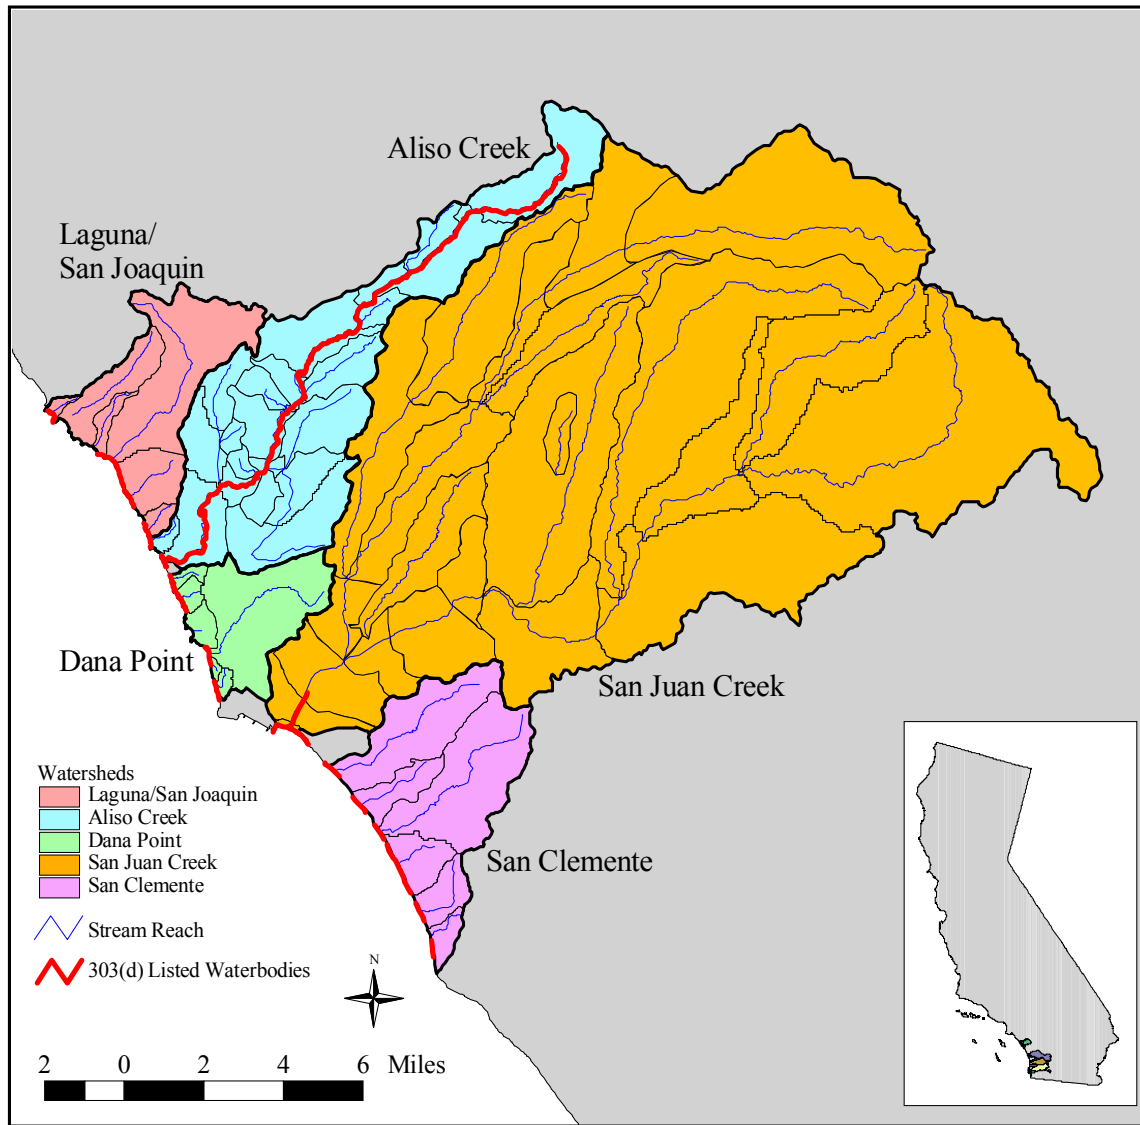 Aliso Creek
Laguna/
San Joaquin
Dana Point
San Juan Creek
San Clemente
Watersheds
Laguna/San Joaquin
Aliso Creek
Dana Point
San Juan Creek
San Clemente
Stream Reach
303(d) Listed Waterbodies
N
2 0 2 4 6 Miles